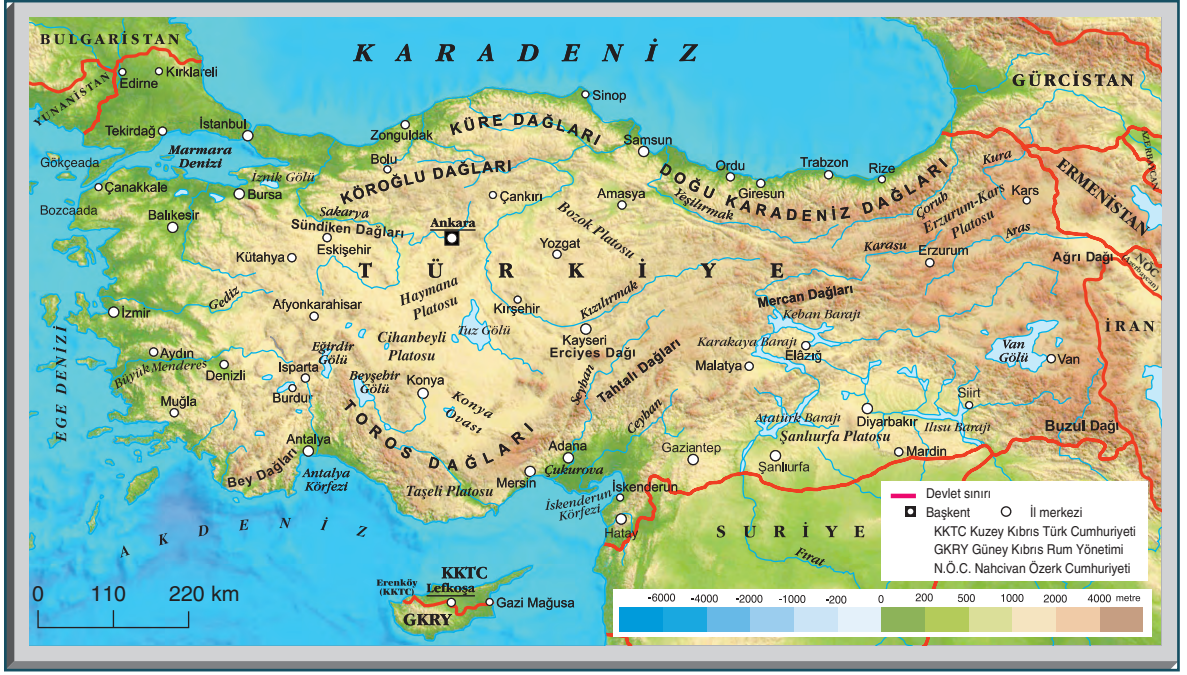 BULGARİSTAN
YUNANİSTAN
KARADENİZ
GÜRCİSTAN
AZERBAYCAN
ERMENİSTAN
NÖC
(Azerbaycan)
İRAN
Edirne
Kırklareli
Tekirdağ
İstanbul
Marmara
Denizi
Gökçeada
Çanakkale
Bozcaada
İznik Gölü
Bursa
Balıkesir
Zonguldak
Bolu
KÜRE DAĞLARI
KÖROĞLU DAĞLARI
Sinop
Samsun
Çankırı
Amasya
Ordu
Giresun
Trabzon
Rize
DOĞU KARADENİZ DAĞLARI
Yeşilırmak
Çoruh
Kura
Kars
Erzurum-Kars
Platosu
Aras
Karasu
Erzurum
Ağrı Dağı
Sakarya
Sündiken Dağları
Eskişehir
Ankara
Bozok Platosu
Yozgat
Kütahya
TÜRKİYE
Haymana
Platosu
Kırşehir
Kızılırmak
Mercan Dağları
Keban Barajı
Gediz
Afyonkarahisar
İzmir
EGE DENİZİ
Tuz Gölü
Cihanbeyli
Platosu
Kayseri
Erciyes Dağı
Karakaya Barajı
Elâzığ
Malatya
Van
Gölü
Van
Aydın
Büyük Menderes
Denizli
Eğirdir
Gölü
Isparta
Burdur
Beyşehir
Gölü
Konya
Konya
Ovası
Seyhan
Tahtalı Dağları
Ceyhan
Muğla
TOROS DAĞLARI
Atatürk Barajı
Diyarbakır
Siirt
Ilısu Barajı
Şanlıurfa Platosu
Buzul Dağı
Antalya
Bey Dağları
Antalya
Körfezi
Adana
Çukurova
Mersin
Taşeli Platosu
Gaziantep
Şanlıurfa
Mardin
İskenderun
İskenderun
Körfezi
Hatay
AKDENİZ
SURİYE
Fırat
KKTC
Erenköy
(KKTC)
Lefkoşa
Gazi Mağusa
GKRY
0 110 220 km
Devlet sınırı
Başkent
İl merkezi
KKTC Kuzey Kıbrıs Türk Cumhuriyeti
GKRY Güney Kıbrıs Rum Yönetimi
N.Ö.C. Nahcivan Özerk Cumhuriyeti
-6000 -4000 -2000 -1000 -200 0 200 500 1000 2000 4000 metre